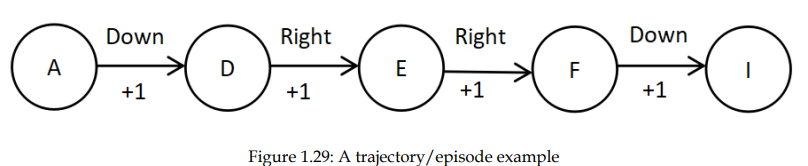 Down Right Right Down
A D E F I
+1 +1 +1 +1
Figure 1.29: A trajectory/episode example